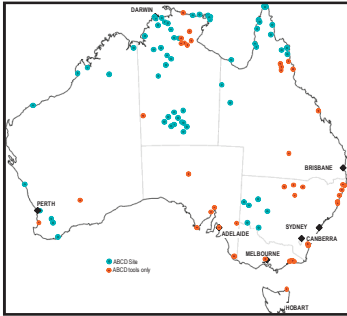 DARWIN
BRISBANE
PERTH
ADELAIDE
SYDNEY
CANBERRA
MELBOURNE
HOBART
ABCD Site
ABCD tools only